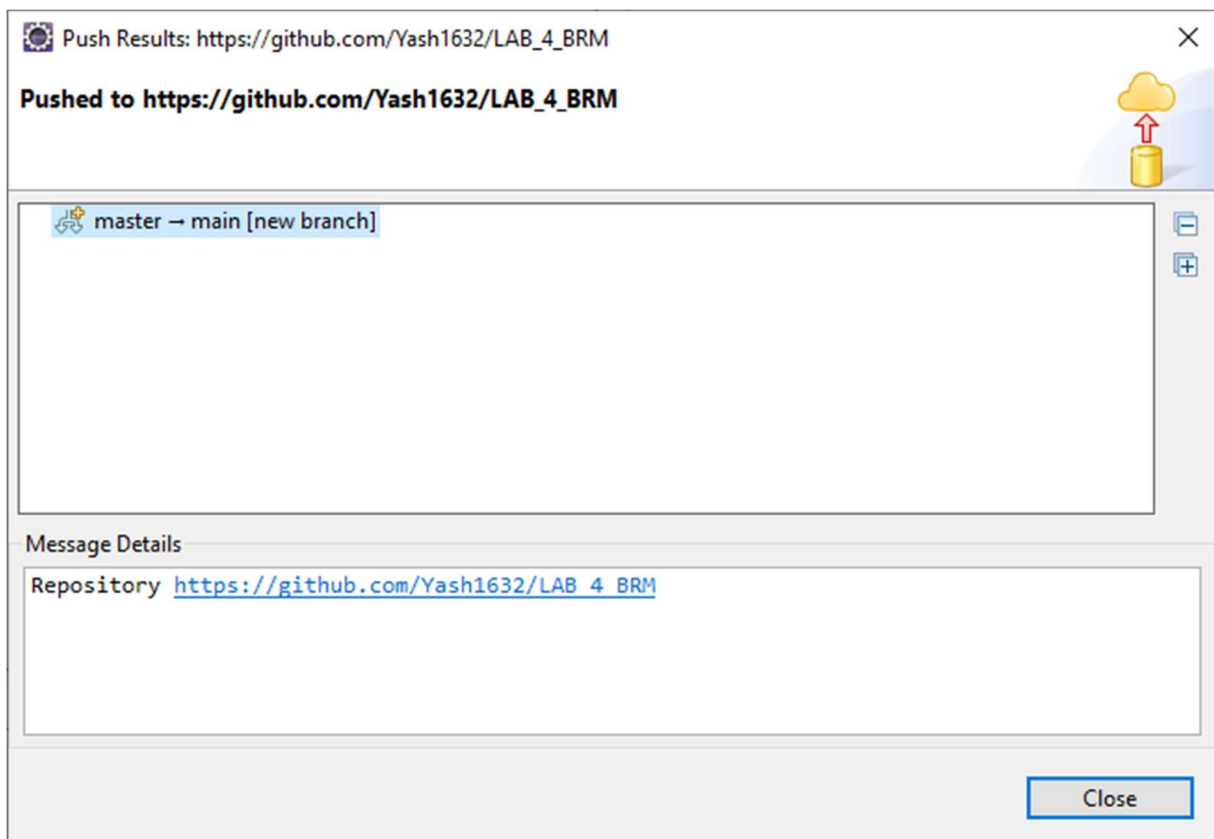 Push Results: https://github.com/Yash1632/LAB_4_BRM
Pushed to https://github.com/Yash1632/LAB_4_BRM
master → main [new branch]
Message Details
Repository https://github.com/Yash1632/LAB_4_BRM
Close